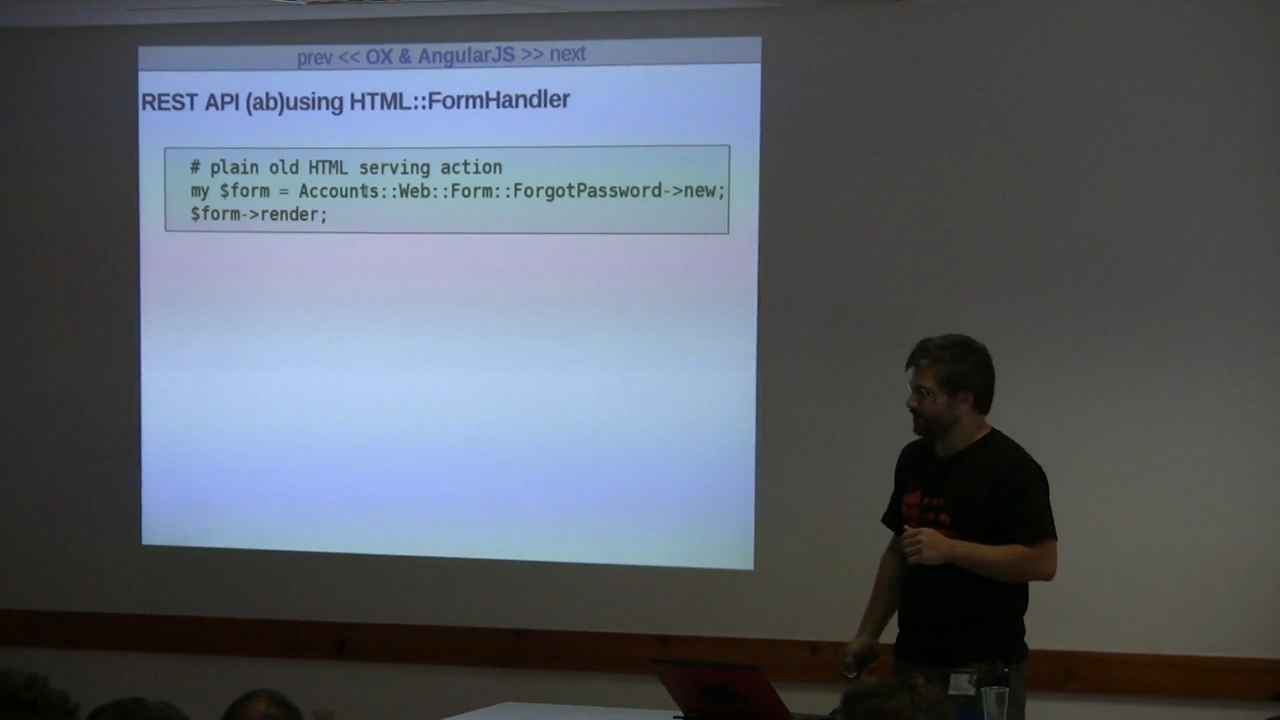 prev << OX & AngularJS >> next
REST API (ab)using HTML::FormHandler
# plain old HTML serving action
my $form = Accounts::Web::Form::ForgotPassword->new;
$form->render;